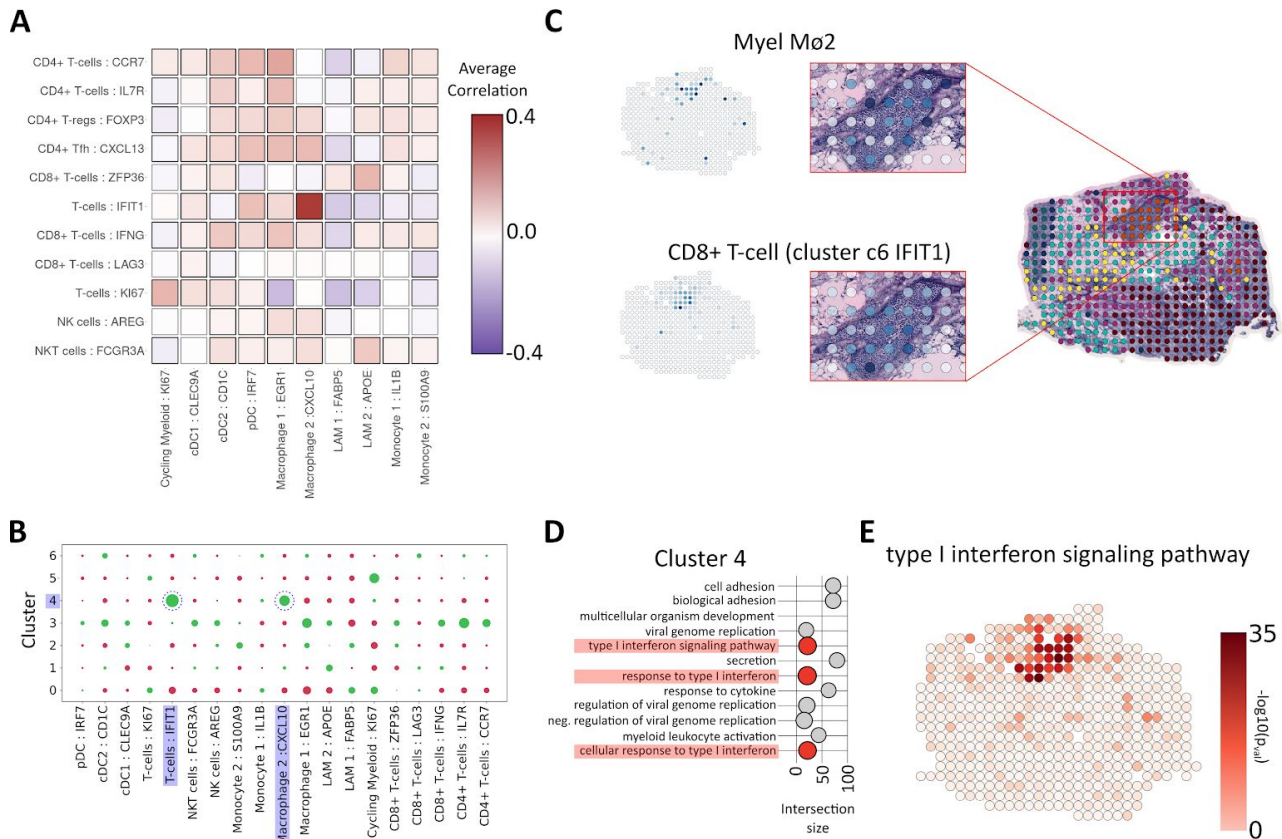 A
CD4+ T-cells : CCR7
CD4+ T-cells : IL7R
CD4+ T-regs : FOXP3
CD4+ Tfh : CXCL13
CD8+ T-cells : ZFP36
T-cells : IFIT1
CD8+ T-cells : IFNG
CD8+ T-cells : LAG3
T-cells : KI67
NK cells : AREG
NKT cells : FCGR3A
Cycling Myeloid : KI67
cDC1 : CLEC9A
cDC2 : CD1C
pDC : IRF7
Macrophage 1 : EGR1
Macrophage 2 :CXCL10
LAM 1 : FABP5
LAM 2 : APOE
Monocyte 1 : IL1B
Monocyte 2 : S100A9
Average
Correlation
0.4
0.0
-0.4
B
Cluster
6
5
4
3
2
1
0
pDC : IRF7
cDC2 : CD1C
cDC1 : CLEC9A
T-cells : KI67
T-cells : IFIT1
NKT cells : FCGR3A
NK cells : AREG
Monocyte 2 : S100A9
Monocyte 1 : IL1B
Macrophage 2 :CXCL10
Macrophage 1 : EGR1
LAM 2 : APOE
LAM 1 : FABP5
Cycling Myeloid : KI67
CD8+ T-cells : ZFP36
CD8+ T-cells : LAG3
CD8+ T-cells : IFNG
CD4+ T-cells : IL7R
CD4+ T-cells : CCR7
C
Myel Mø2
CD8+ T-cell (cluster c6 IFIT1)
D
Cluster 4
cell adhesion
biological adhesion
multicellular organism development
viral genome replication
type I interferon signaling pathway
secretion
response to type I interferon
response to cytokine
regulation of viral genome replication
neg. regulation of viral genome replication
myeloid leukocyte activation
cellular response to type I interferon
0
50
100
Intersection
size
E
type I interferon signaling pathway
35
-log10(pval)
0